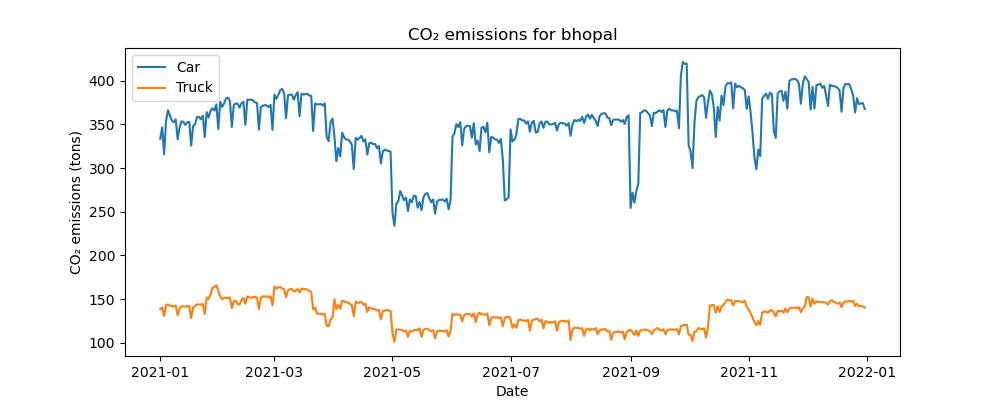 CO₂ emissions for bhopal
Car
Truck
CO₂ emissions (tons)
400
350
300
250
200
150
100
2021-01
2021-03
2021-05
2021-07
2021-09
2021-11
2022-01
Date